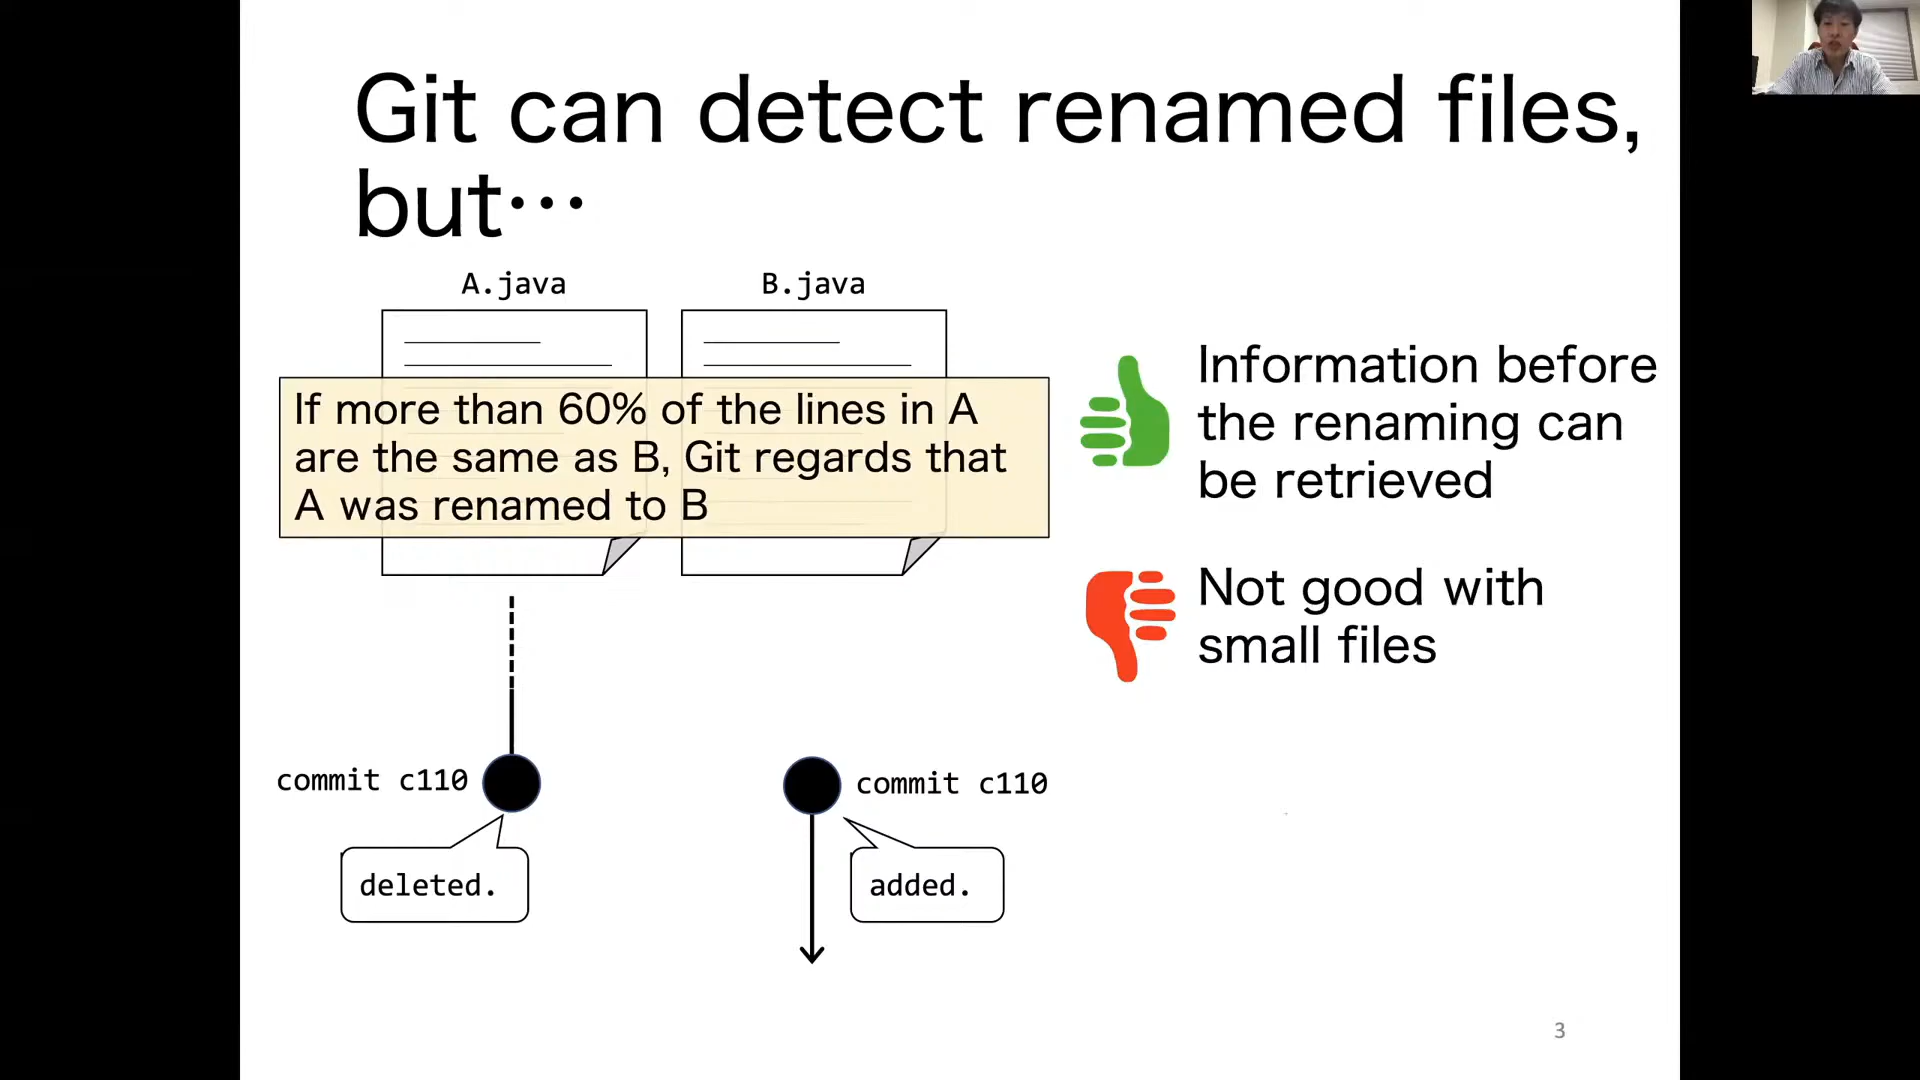 Git can detect renamed files,
but…
A.java
B.java
If more than 60% of the lines in A
are the same as B, Git regards that
A was renamed to B
Information before
the renaming can
be retrieved
Not good with
small files
commit c110
commit c110
deleted.
added.
3